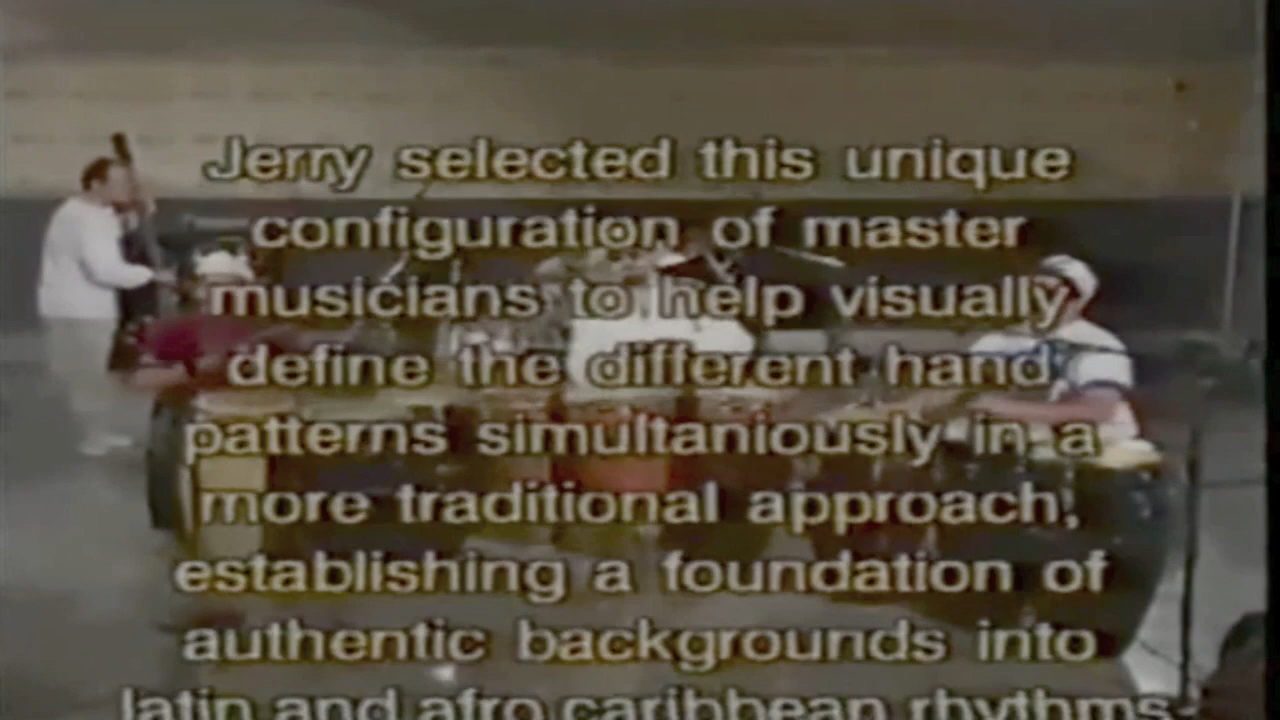 Jerry selected this unique
configuration of master
musicians to help visually
define the different hand
patterns simultaniously in a
more traditional approach,
establishing a foundation of
authentic backgrounds into
latin and afro caribbean rhythms